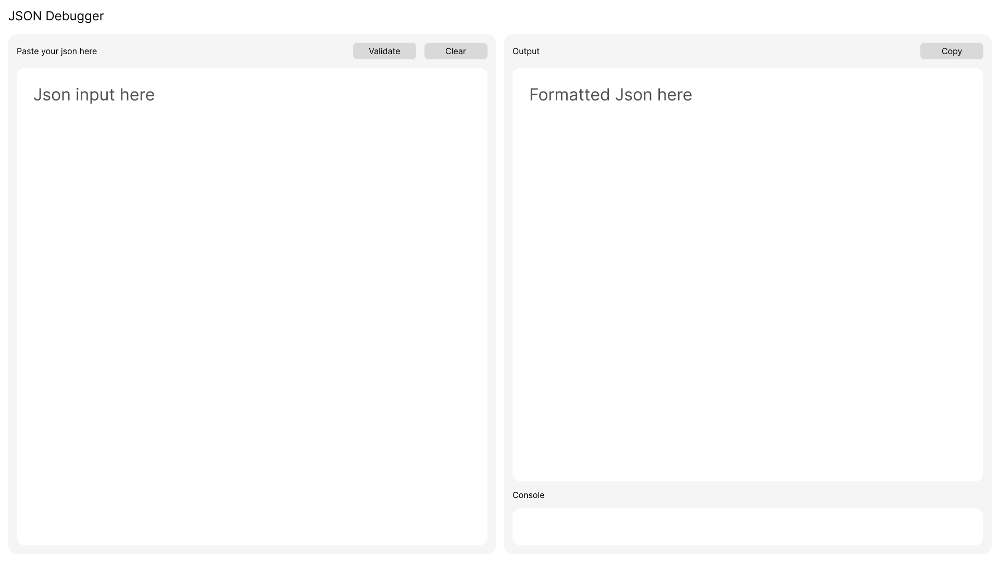 JSON Debugger
Paste your json here
Validate
Clear
Json input here
Output
Copy
Formatted Json here
Console